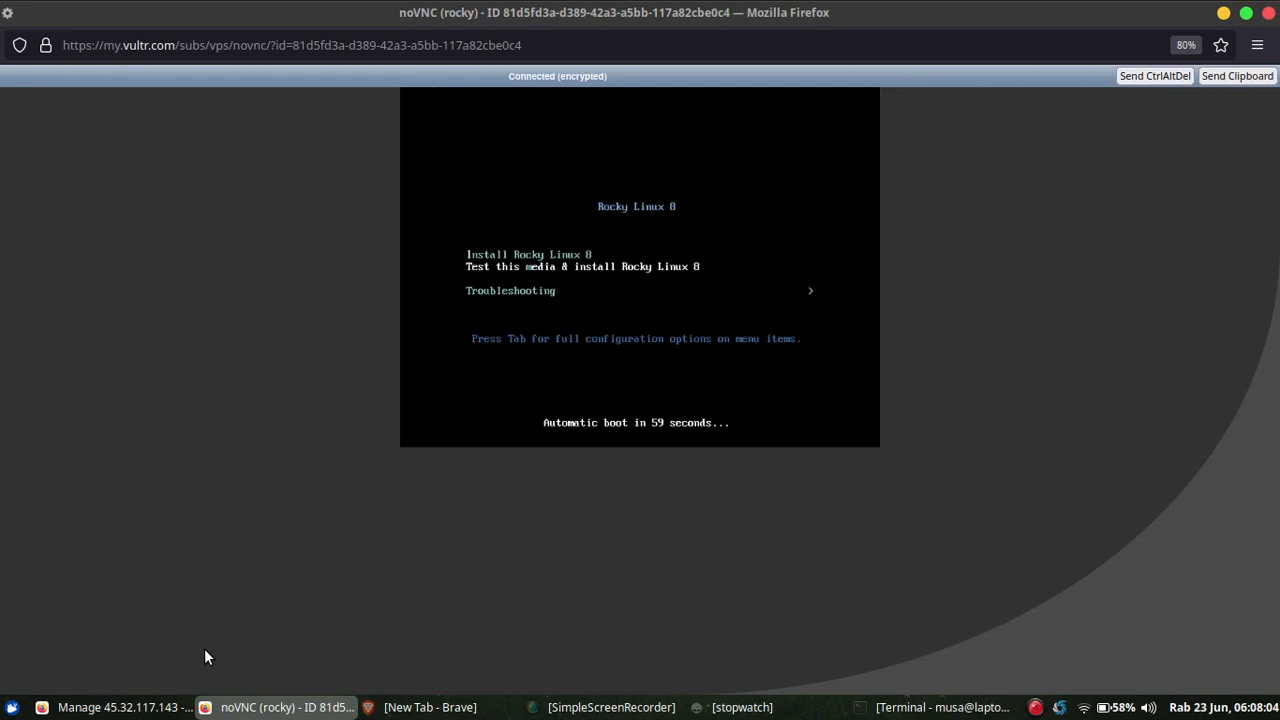 noVNC (rocky) - ID 81d5fd3a-d389-42a3-a5bb-117a82cbe0c4 — Mozilla Firefox
https://my.vultr.com/subs/vps/novnc/?id=81d5fd3a-d389-42a3-a5bb-117a82cbe0c4
80%
Connected (encrypted)
Send CtrlAltDel
Send Clipboard
Rocky Linux 8
Install Rocky Linux 8
Test this media & install Rocky Linux 8
Troubleshooting >
Press Tab for full configuration options on menu items.
Automatic boot in 59 seconds...
Manage 45.32.117.143 -...
noVNC (rocky) - ID 81d5...
[New Tab - Brave]
[SimpleScreenRecorder]
[stopwatch]
[Terminal - musa@lapto...
58%
Rab 23 Jun, 06:08:04